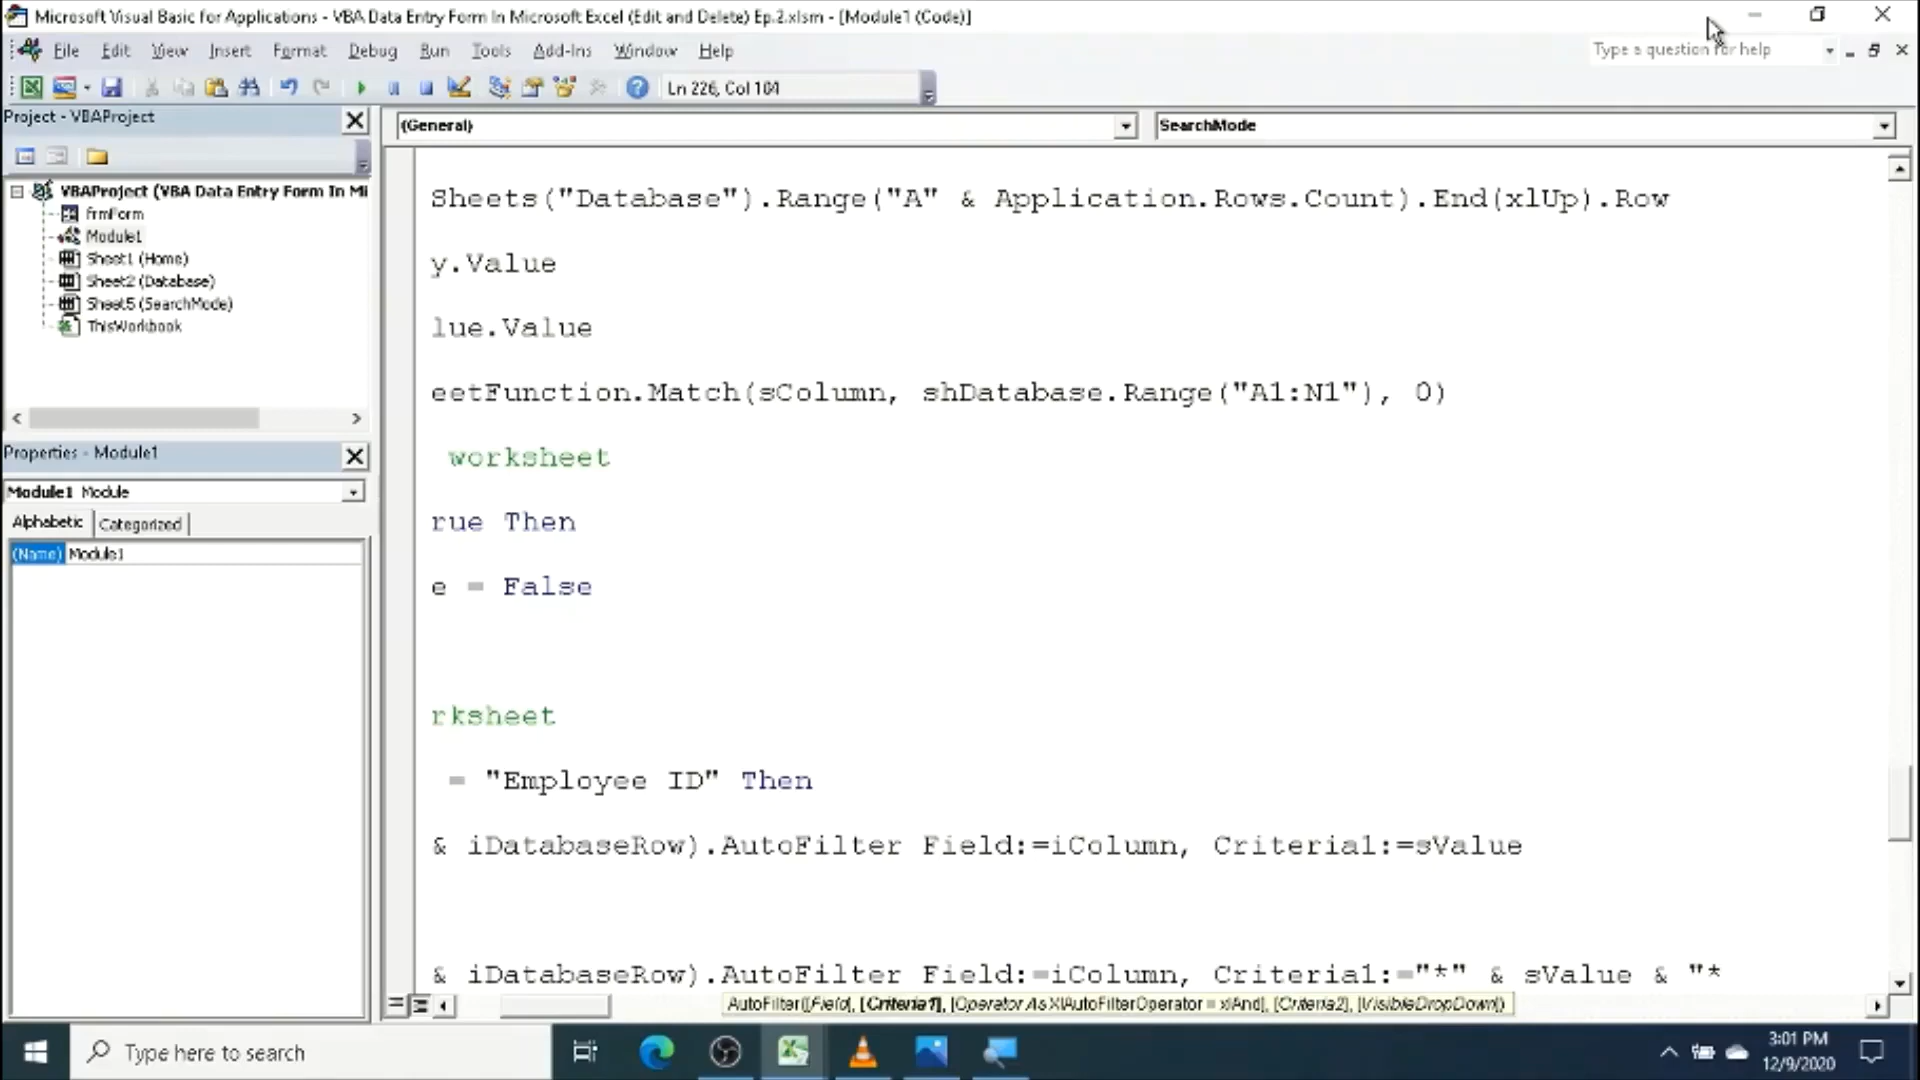 Microsoft Visual Basic for Applications - VBA Data Entry Form In Microsoft Excel (Edit and Delete) Ep.2.xlsm - [Module1 (Code)]
File Edit View Insert Format Debug Run Tools Add-Ins Window Help
Type a question for help
Ln 226, Col 104
Project - VBAProject
(General)
SearchMode
VBAProject (VBA Data Entry Form In Mi
frmForm
Module1
Sheet1 (Home)
Sheet2 (Database)
Sheet5 (SearchMode)
ThisWorkbook
Properties - Module1
Module1 Module
Alphabetic Categorized
(Name) Module1
Sheets("Database").Range("A" & Application.Rows.Count).End(xlUp).Row
y.Value
lue.Value
eetFunction.Match(sColumn, shDatabase.Range("A1:N1"), 0)
worksheet
rue Then
e = False
rksheet
= "Employee ID" Then
& iDatabaseRow).AutoFilter Field:=iColumn, Criteria1:=sValue
& iDatabaseRow).AutoFilter Field:=iColumn, Criteria1:="*" & sValue & "*
AutoFilter([Field], [Criteria1], [Operator As XlAutoFilterOperator = xlAnd], [Criteria2], [VisibleDropDown])
Type here to search
3:01 PM
12/9/2020